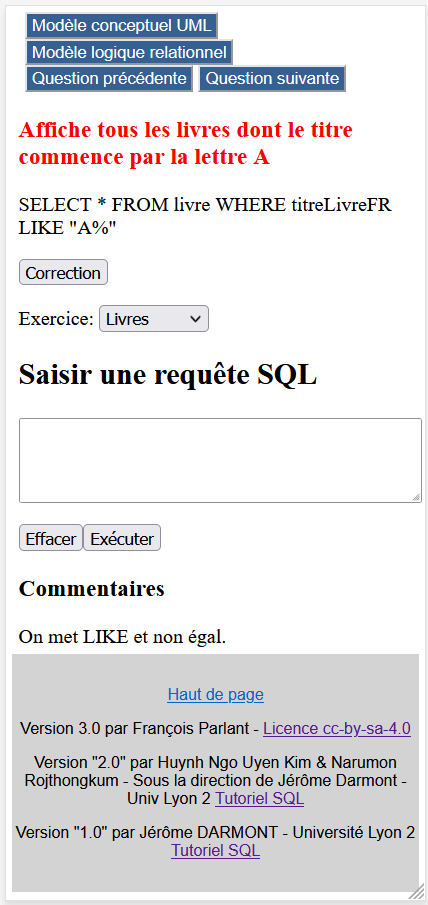 Modèle conceptuel UML
Modèle logique relationnel
Question précédente Question suivante
Affiche tous les livres dont le titre
commence par la lettre A
SELECT * FROM livre WHERE titreLivreFR
LIKE "A%"
Correction
Exercice: Livres
Saisir une requête SQL
Effacer Exécuter
Commentaires
On met LIKE et non égal.
Haut de page
Version 3.0 par François Parlant - Licence cc-by-sa-4.0
Version "2.0" par Huynh Ngo Uyen Kim & Narumon
Rojthongkum - Sous la direction de Jérôme Darmont -
Univ Lyon 2 Tutoriel SQL
Version "1.0" par Jérôme DARMONT - Université Lyon 2
Tutoriel SQL